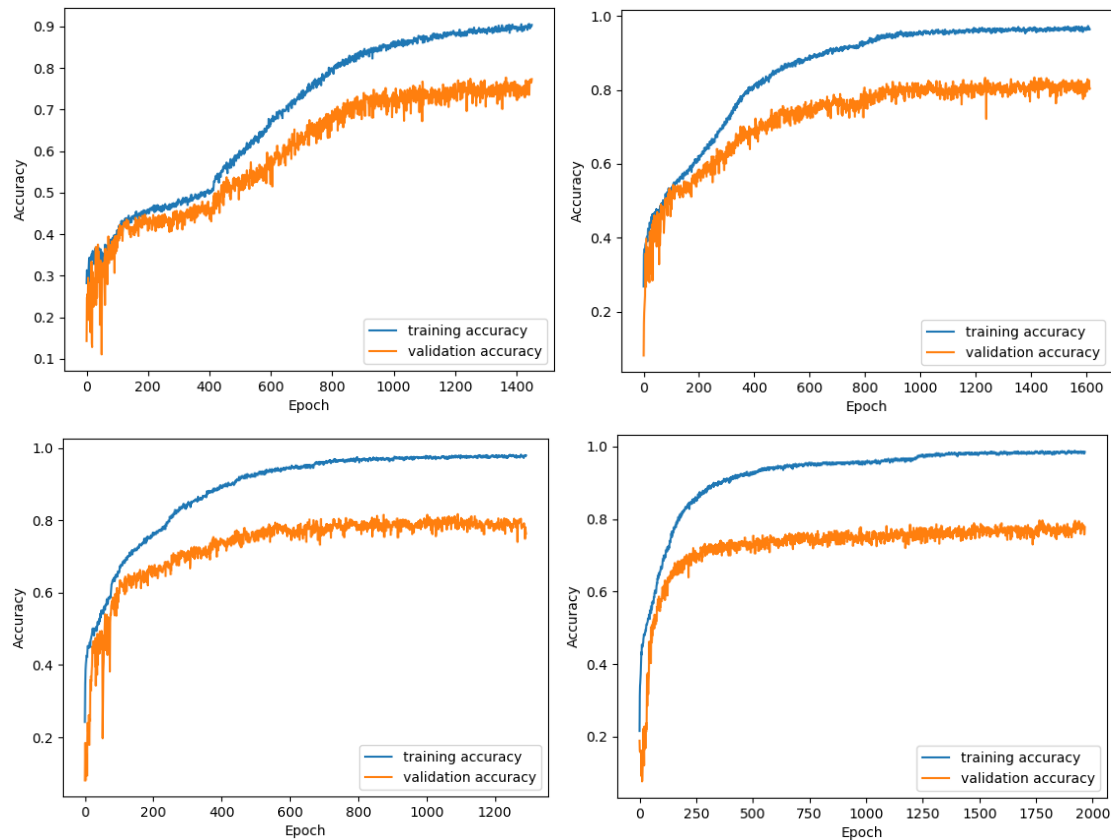 0.9
0.8
0.7
0.6
0.5
0.4
0.3
0.2
0.1
Accuracy
training accuracy
validation accuracy
0 200 400 600 800 1000 1200 1400
Epoch
1.0
0.8
0.6
0.4
0.2
Accuracy
training accuracy
validation accuracy
0 200 400 600 800 1000 1200 1400 1600
Epoch
1.0
0.8
0.6
0.4
0.2
Accuracy
training accuracy
validation accuracy
0 200 400 600 800 1000 1200
Epoch
1.0
0.8
0.6
0.4
0.2
Accuracy
training accuracy
validation accuracy
0 250 500 750 1000 1250 1500 1750 2000
Epoch